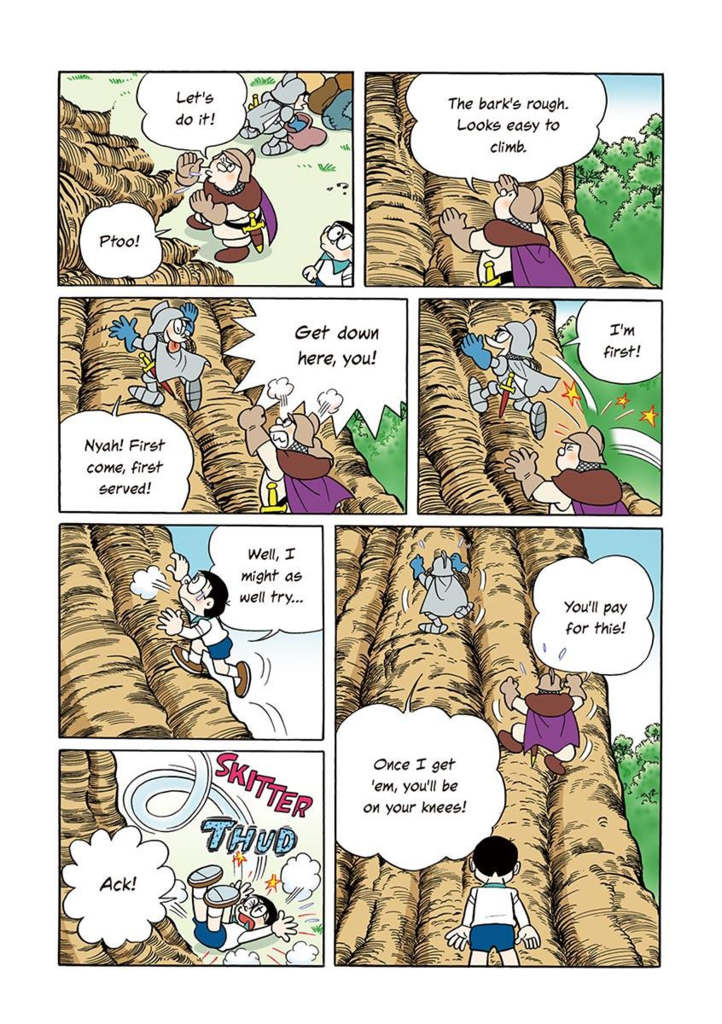 The bark's rough.
Looks easy to
climb.
Let's
do it!
Ptoo!
I'm
first!
Get down
here, you!
Nyah! First
come, first
served!
You'll pay
for this!
Once I get
'em, you'll be
on your knees!
Well, I
might as
well try...
SKITTER
THUD
Ack!